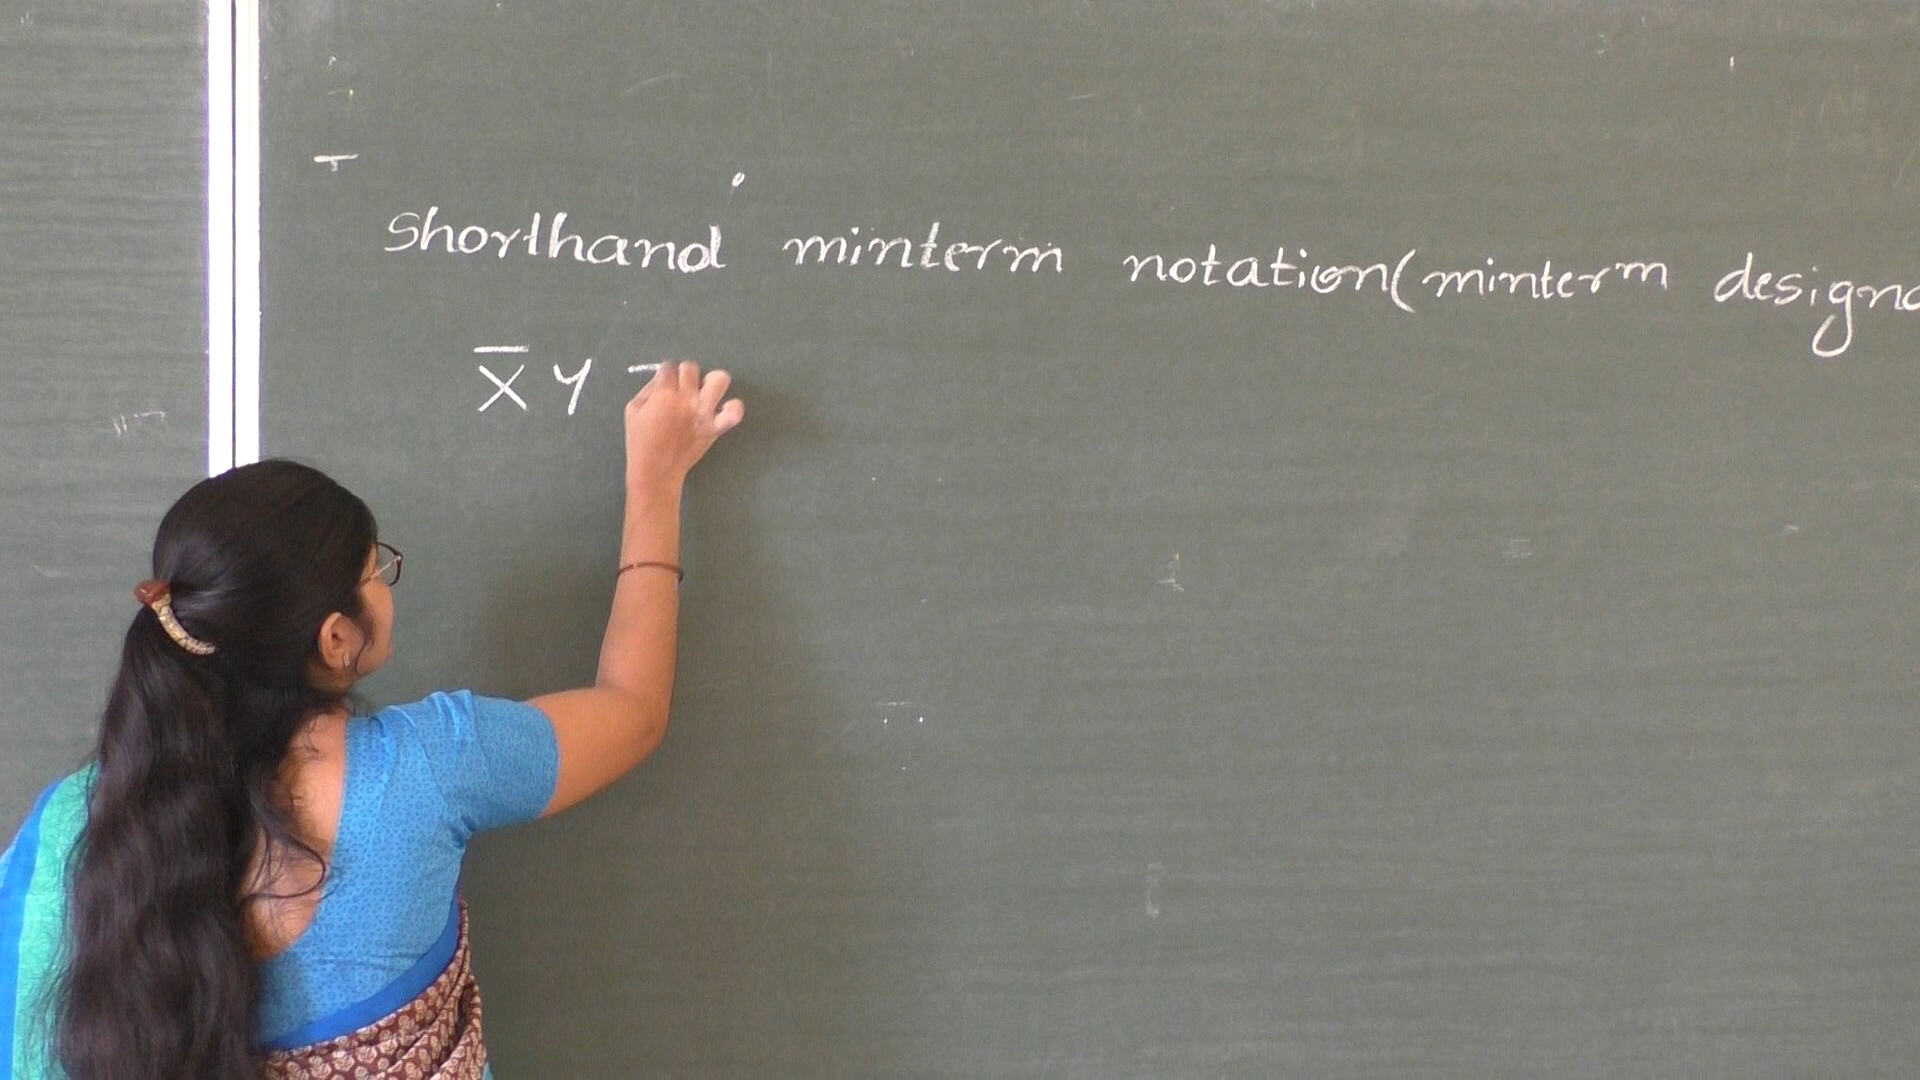 Shorthand minterm notation(minterm designa
X̅ Y